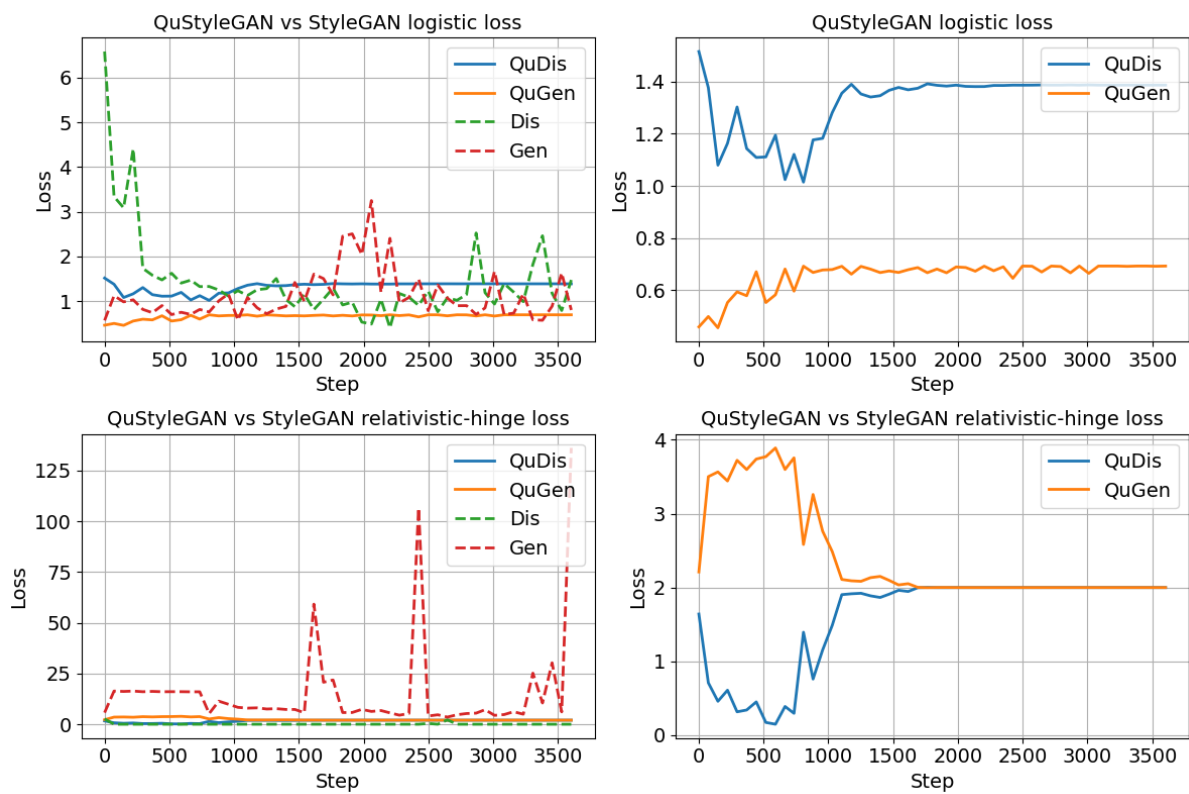 QuStyleGAN vs StyleGAN logistic loss
6
5
4
3
2
1
Loss
0 500 1000 1500 2000 2500 3000 3500
Step
QuDis
QuGen
Dis
Gen
QuStyleGAN logistic loss
1.4
1.2
1.0
0.8
0.6
Loss
0 500 1000 1500 2000 2500 3000 3500
Step
QuDis
QuGen
QuStyleGAN vs StyleGAN relativistic-hinge loss
125
100
75
50
25
0
Loss
0 500 1000 1500 2000 2500 3000 3500
Step
QuDis
QuGen
Dis
Gen
QuStyleGAN vs StyleGAN relativistic-hinge loss
4
3
2
1
0
Loss
0 500 1000 1500 2000 2500 3000 3500
Step
QuDis
QuGen